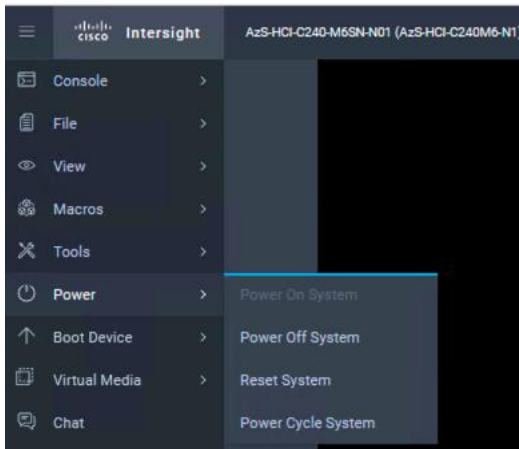 CISCO Intersight
AzS-HCI-C240-M6SN-N01 (AzS-HCI-C240M6-N1)
Console
File
View
Macros
Tools
Power
Power On System
Boot Device
Power Off System
Virtual Media
Reset System
Chat
Power Cycle System